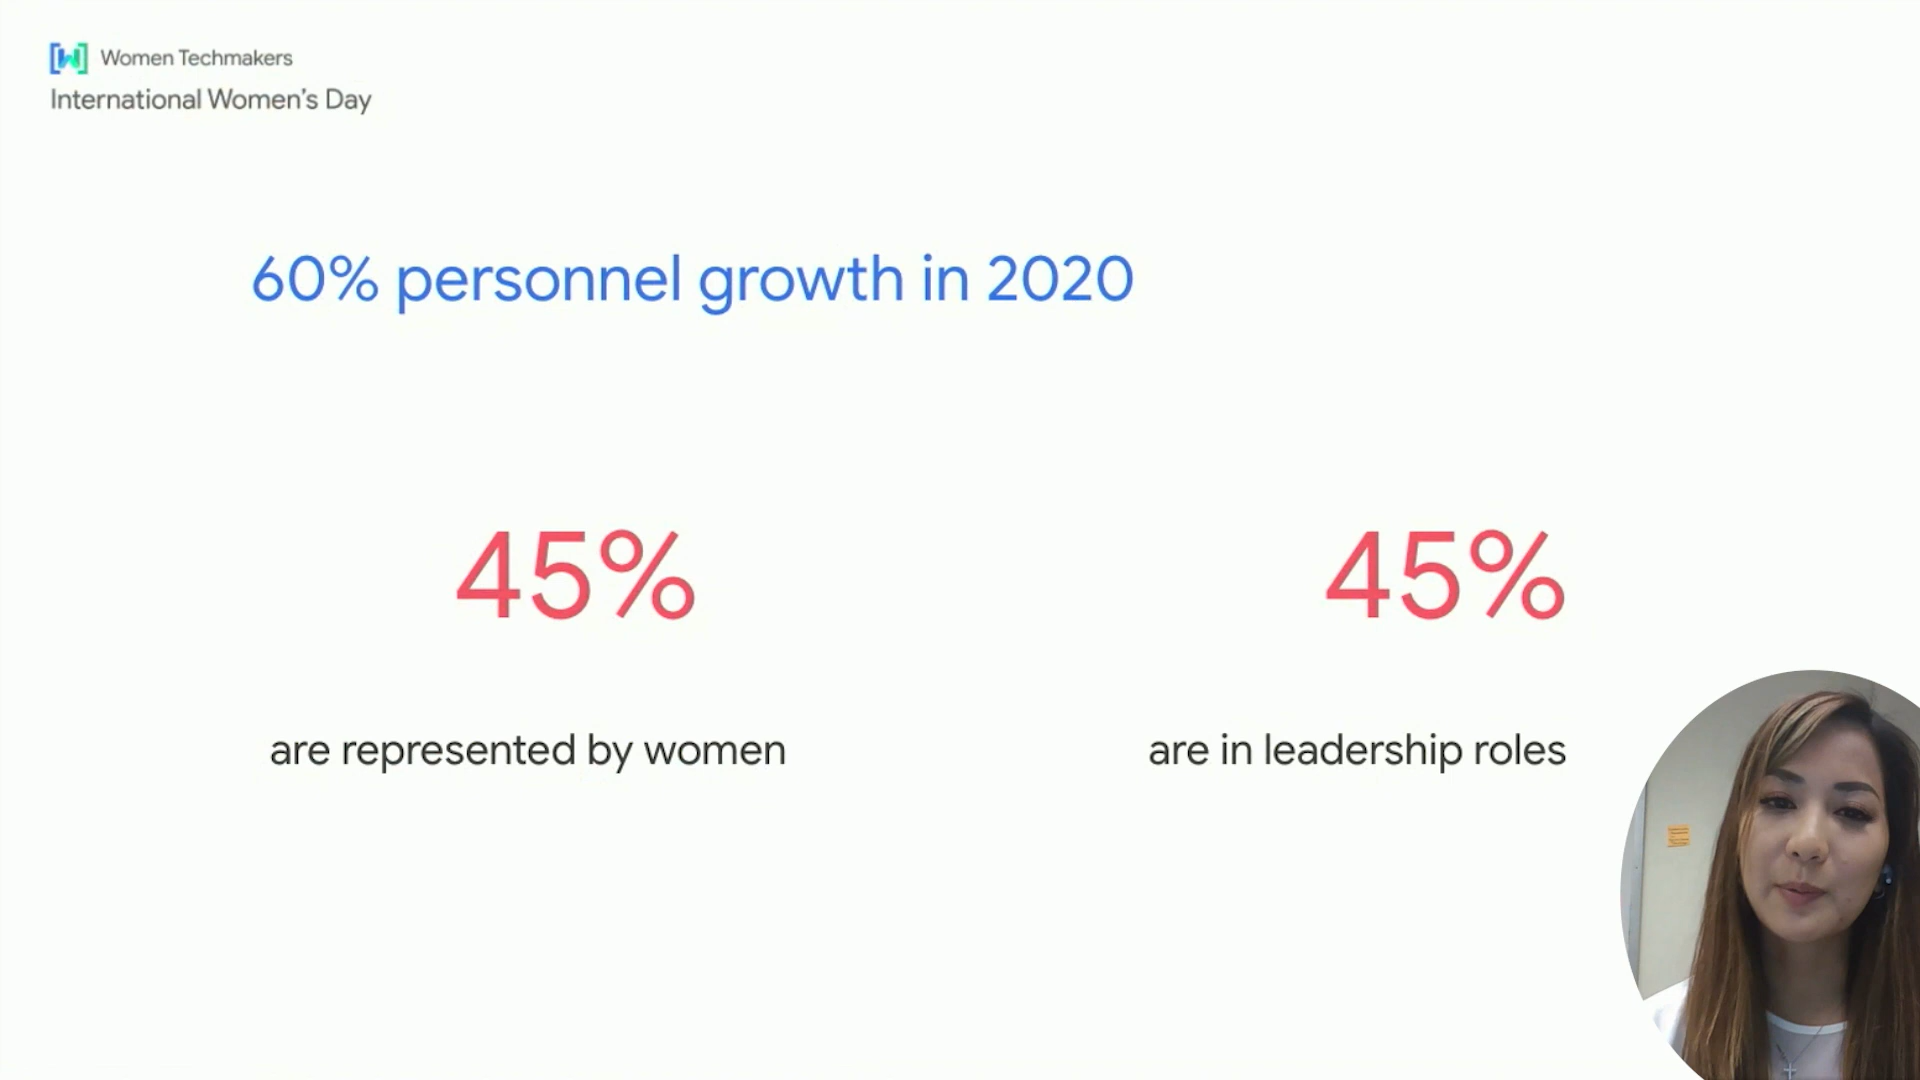 Women Techmakers
International Women's Day
60% personnel growth in 2020
45%
45%
are represented by women
are in leadership roles